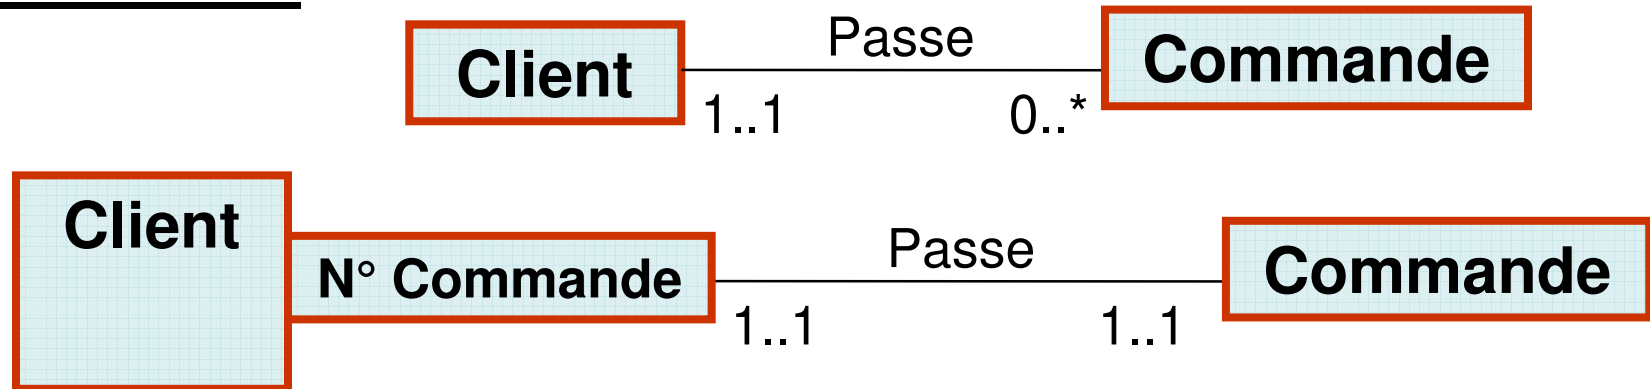 Client Passe Commande
1..1 0..*
Client
N° Commande Passe Commande
1..1 1..1